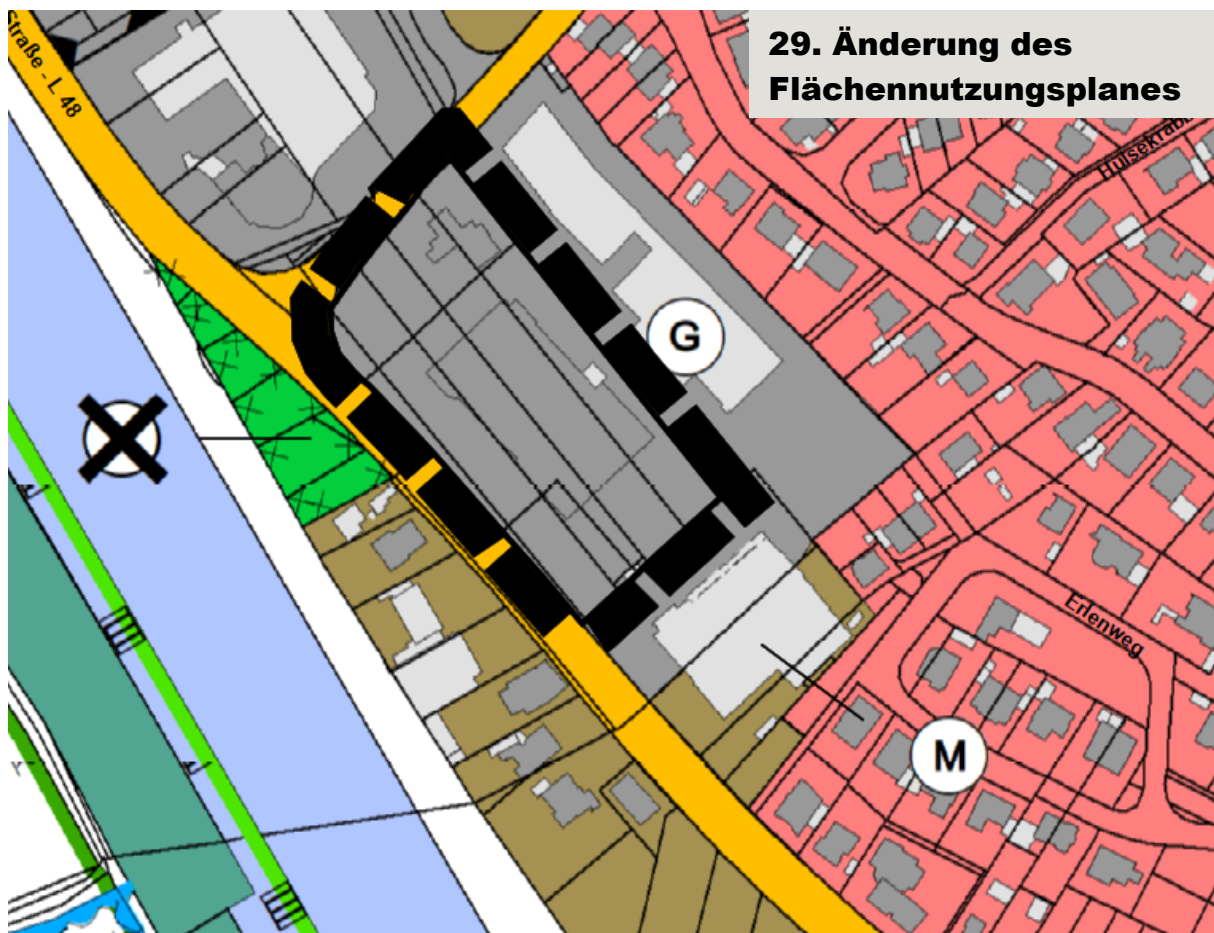 29. Änderung des
Flächennutzungsplanes
Straße - L 48
G
Erlenweg
M